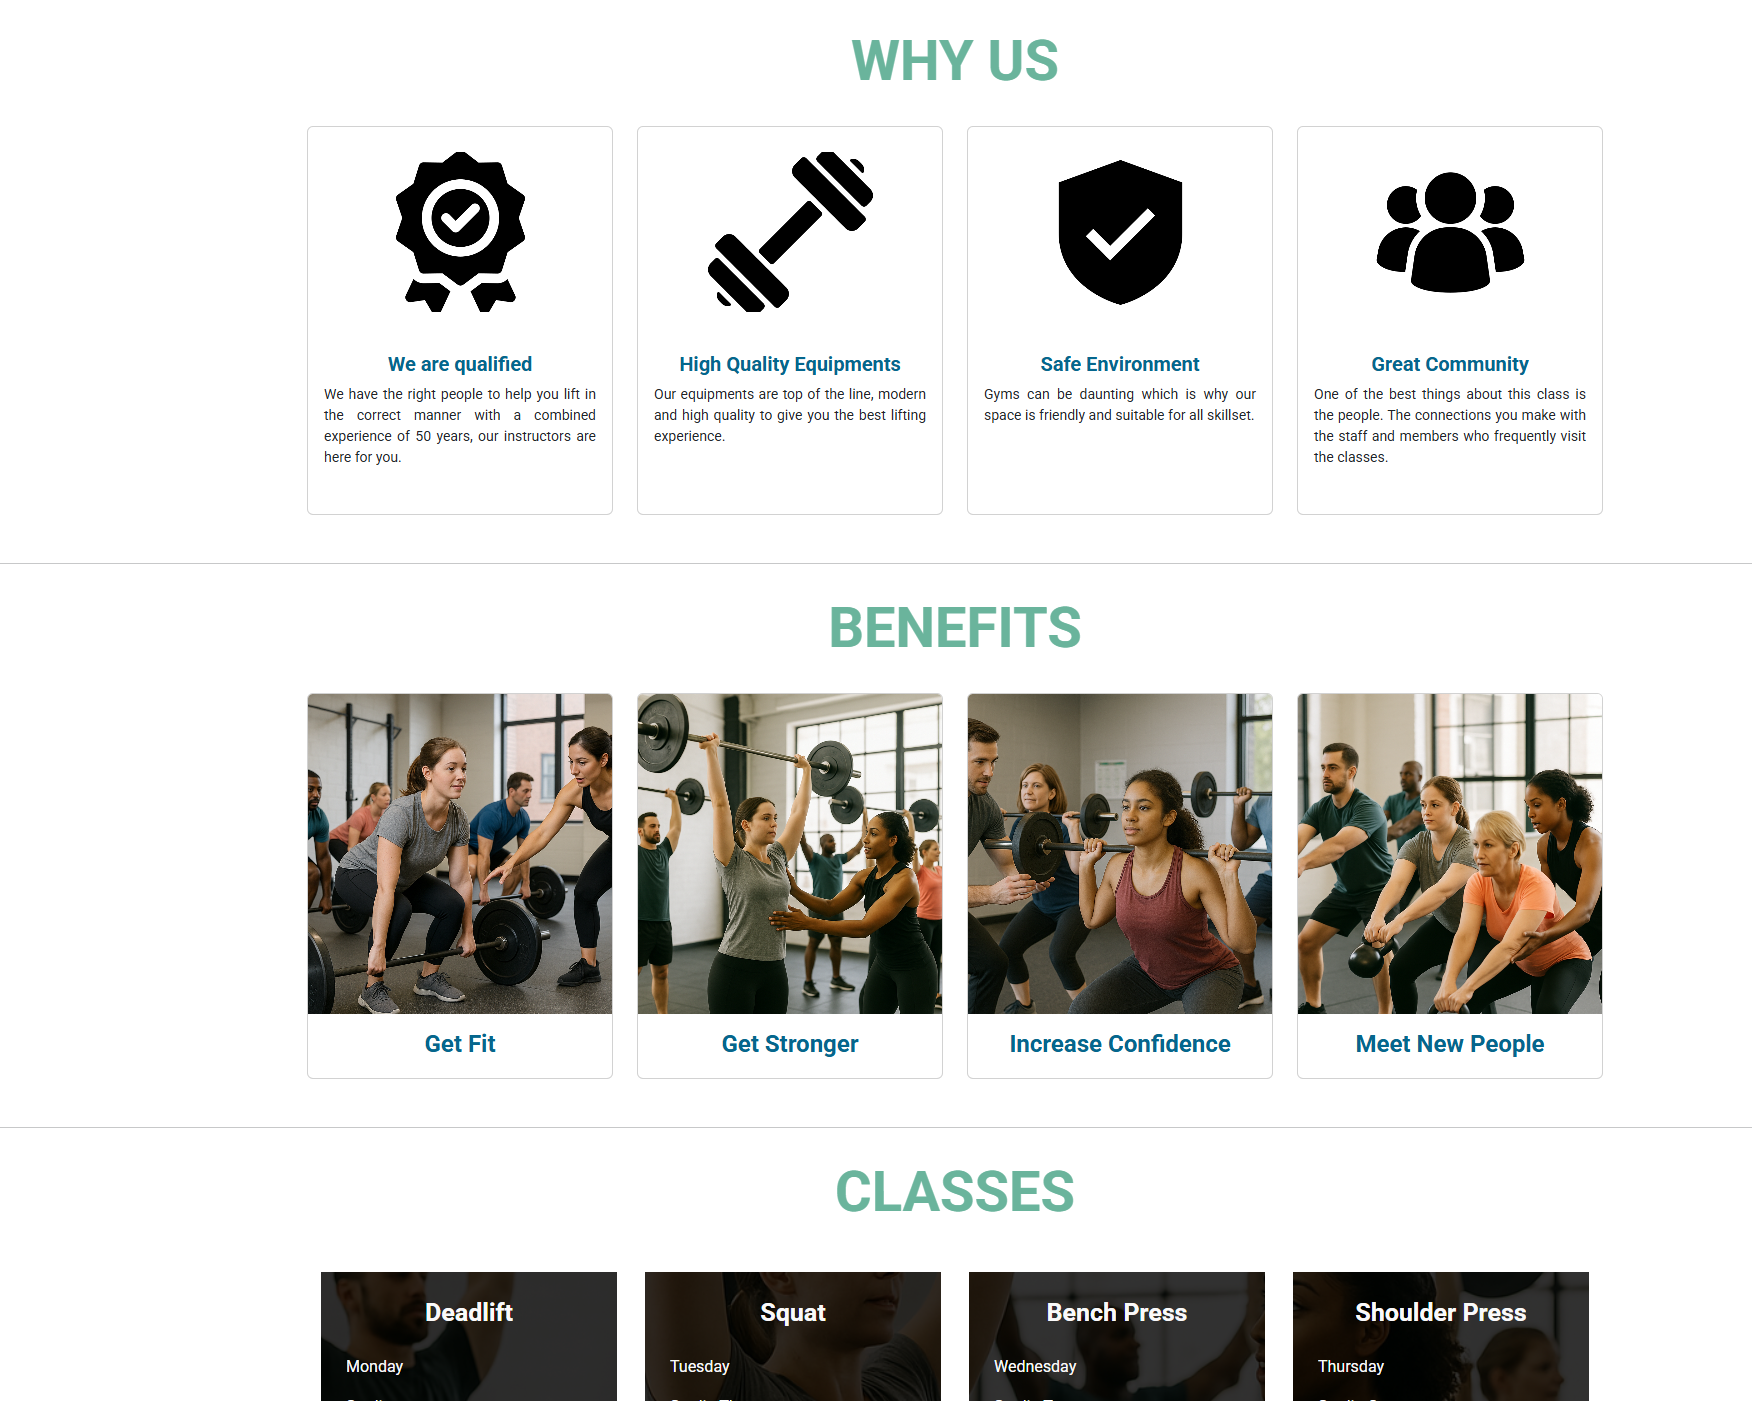 WHY US
We are qualified
We have the right people to help you lift in
the correct manner with a combined
experience of 50 years, our instructors are
here for you.
High Quality Equipments
Our equipments are top of the line, modern
and high quality to give you the best lifting
experience.
Safe Environment
Gyms can be daunting which is why our
space is friendly and suitable for all skillset.
Great Community
One of the best things about this class is
the people. The connections you make with
the staff and members who frequently visit
the classes.
BENEFITS
Get Fit
Get Stronger
Increase Confidence
Meet New People
CLASSES
Deadlift
Monday
Squat
Tuesday
Bench Press
Wednesday
Shoulder Press
Thursday